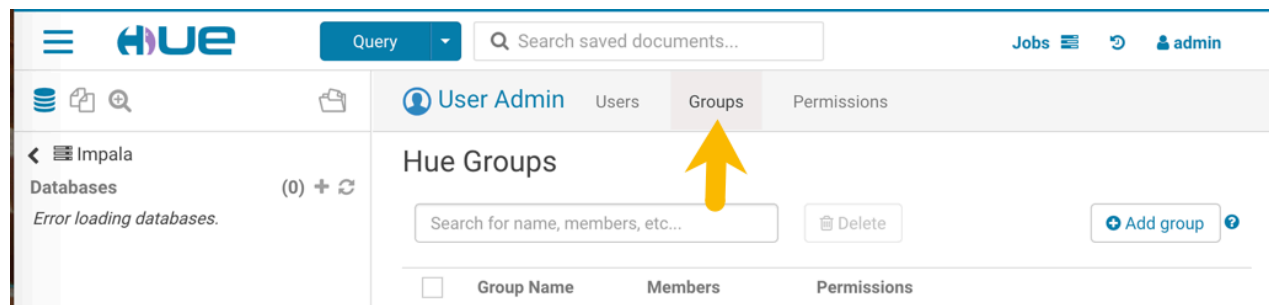 HUE
Query
Search saved documents...
Jobs
admin
User Admin
Users
Groups
Permissions
Impala
Databases
(0)
Error loading databases.
Hue Groups
Search for name, members, etc...
Delete
Add group
Group Name
Members
Permissions